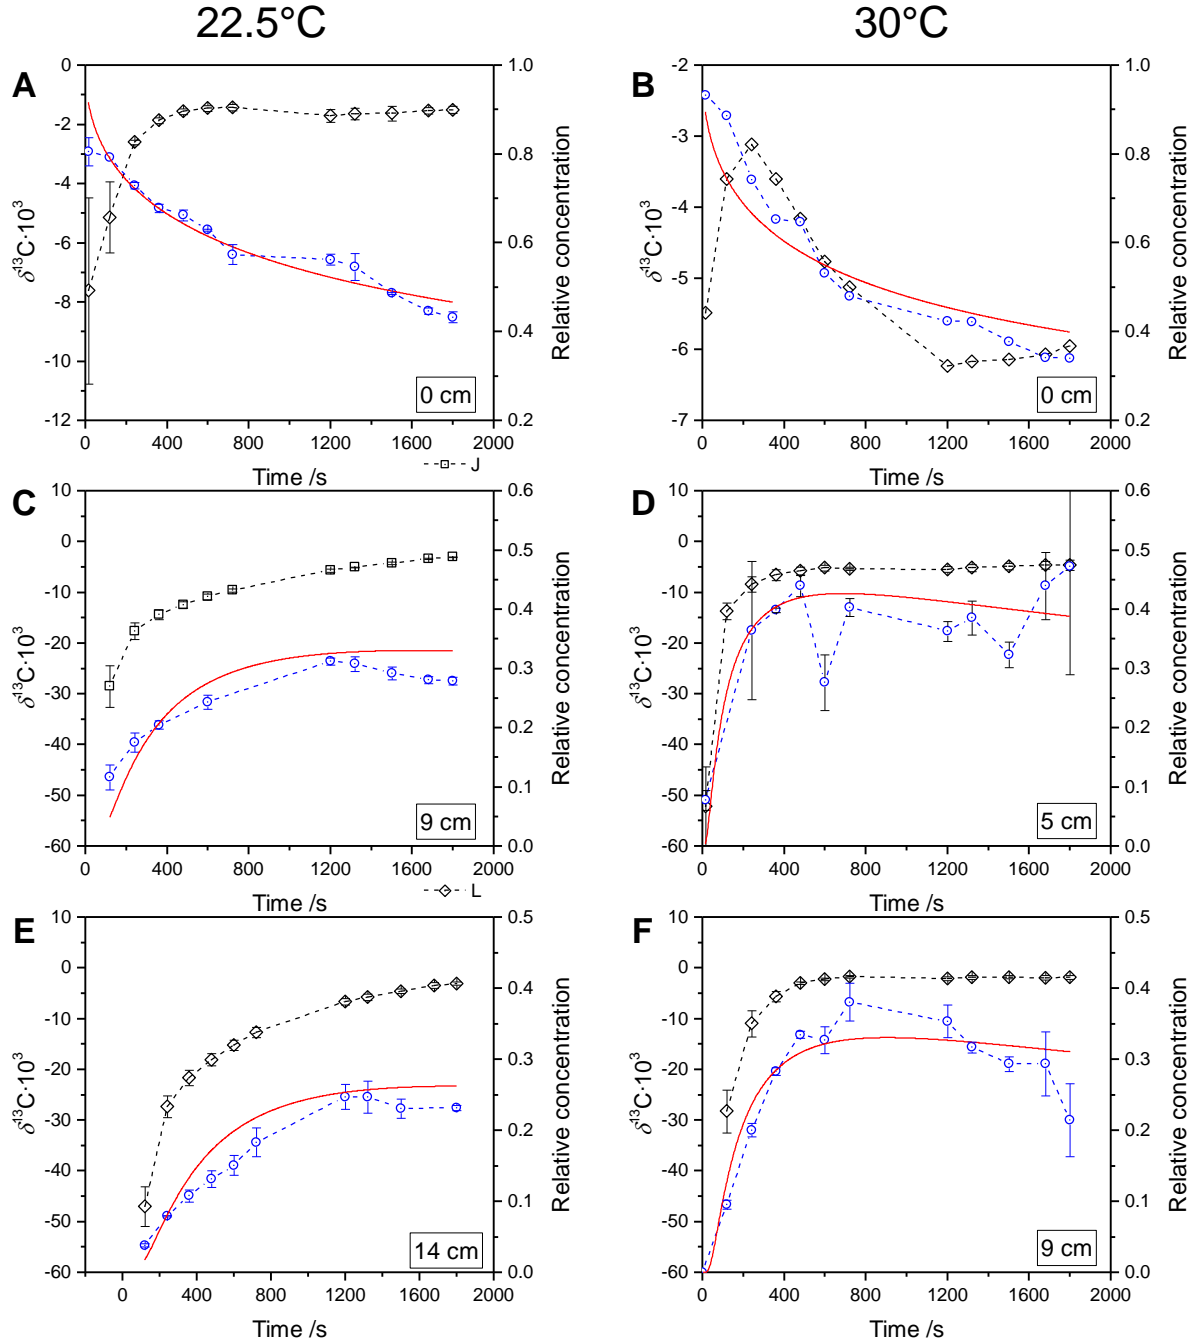 22.5°C
30°C
A
0
-2
-4
-6
-8
-10
-12
δ¹³C·10³
1.0
0.8
0.6
0.4
0.2
Relative concentration
0 cm
0 400 800 1200 1600 2000
Time /s
J
B
-2
-3
-4
-5
-6
-7
δ¹³C·10³
1.0
0.8
0.6
0.4
0.2
Relative concentration
0 cm
0 400 800 1200 1600 2000
Time /s
C
10
0
-10
-20
-30
-40
-50
-60
δ¹³C·10³
0.6
0.5
0.4
0.3
0.2
0.1
0.0
Relative concentration
9 cm
0 400 800 1200 1600 2000
Time /s
L
D
10
0
-10
-20
-30
-40
-50
-60
δ¹³C·10³
0.6
0.5
0.4
0.3
0.2
0.1
0.0
Relative concentration
5 cm
0 400 800 1200 1600 2000
Time /s
E
10
0
-10
-20
-30
-40
-50
-60
δ¹³C·10³
0.5
0.4
0.3
0.2
0.1
0.0
Relative concentration
14 cm
0 400 800 1200 1600 2000
Time /s
F
10
0
-10
-20
-30
-40
-50
-60
δ¹³C·10³
0.5
0.4
0.3
0.2
0.1
0.0
Relative concentration
9 cm
0 400 800 1200 1600 2000
Time /s